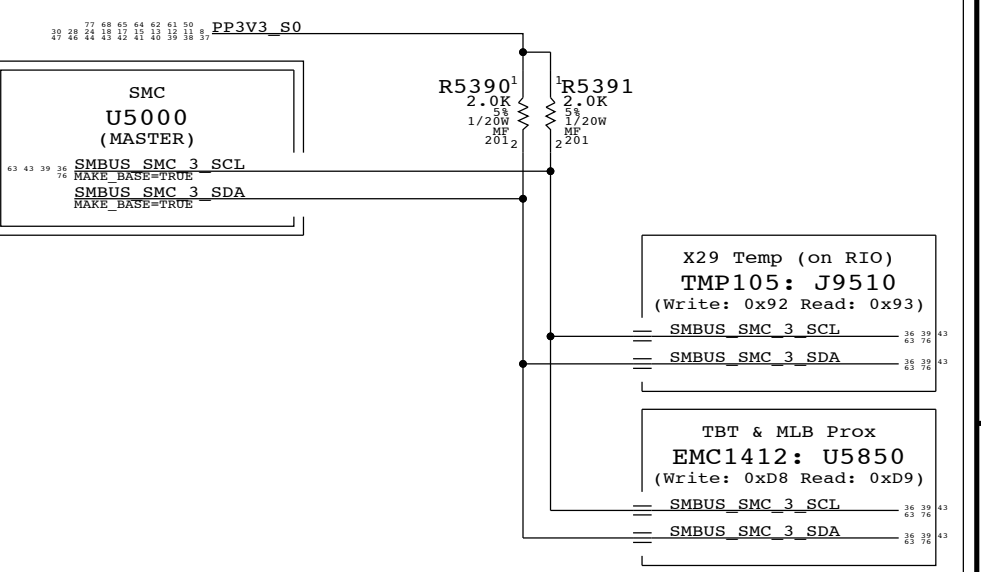 77 68 65 64 62 61 50
30 28 24 18 17 15 13 12 11 8
47 46 44 43 42 41 40 39 38 37
PP3V3_S0
SMC
U5000
(MASTER)
63 43 39 36
76
SMBUS_SMC_3_SCL
MAKE_BASE=TRUE
SMBUS_SMC_3_SDA
MAKE_BASE=TRUE
R5390
1
2.0K
5%
1/20W
MF
201
2
1
R5391
2.0K
5%
1/20W
MF
201
2
X29 Temp (on RIO)
TMP105: J9510
(Write: 0x92 Read: 0x93)
SMBUS_SMC_3_SCL
36 39 43
63 76
SMBUS_SMC_3_SDA
36 39 43
63 76
TBT & MLB Prox
EMC1412: U5850
(Write: 0xD8 Read: 0xD9)
SMBUS_SMC_3_SCL
36 39 43
63 76
SMBUS_SMC_3_SDA
36 39 43
63 76